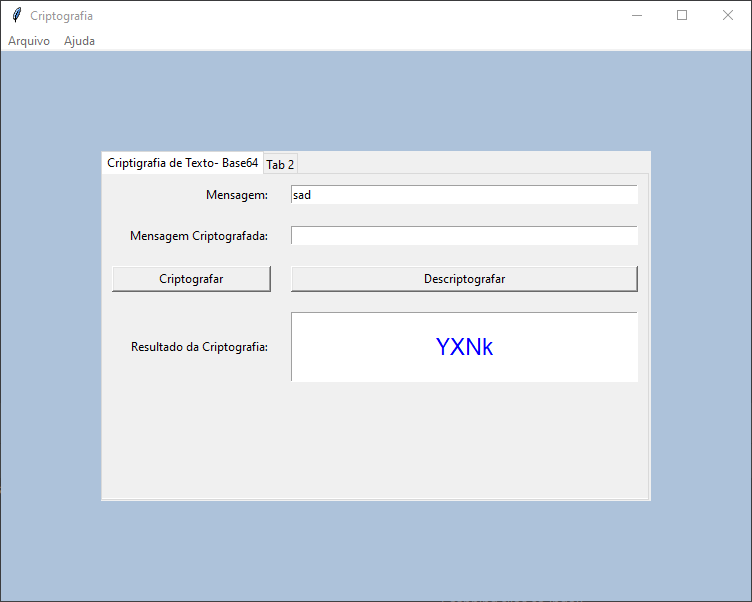 Criptografia
Arquivo Ajuda
Criptigrafia de Texto- Base64 Tab 2
Mensagem: sad
Mensagem Criptografada:
Criptografar Descriptografar
Resultado da Criptografia: YXNk